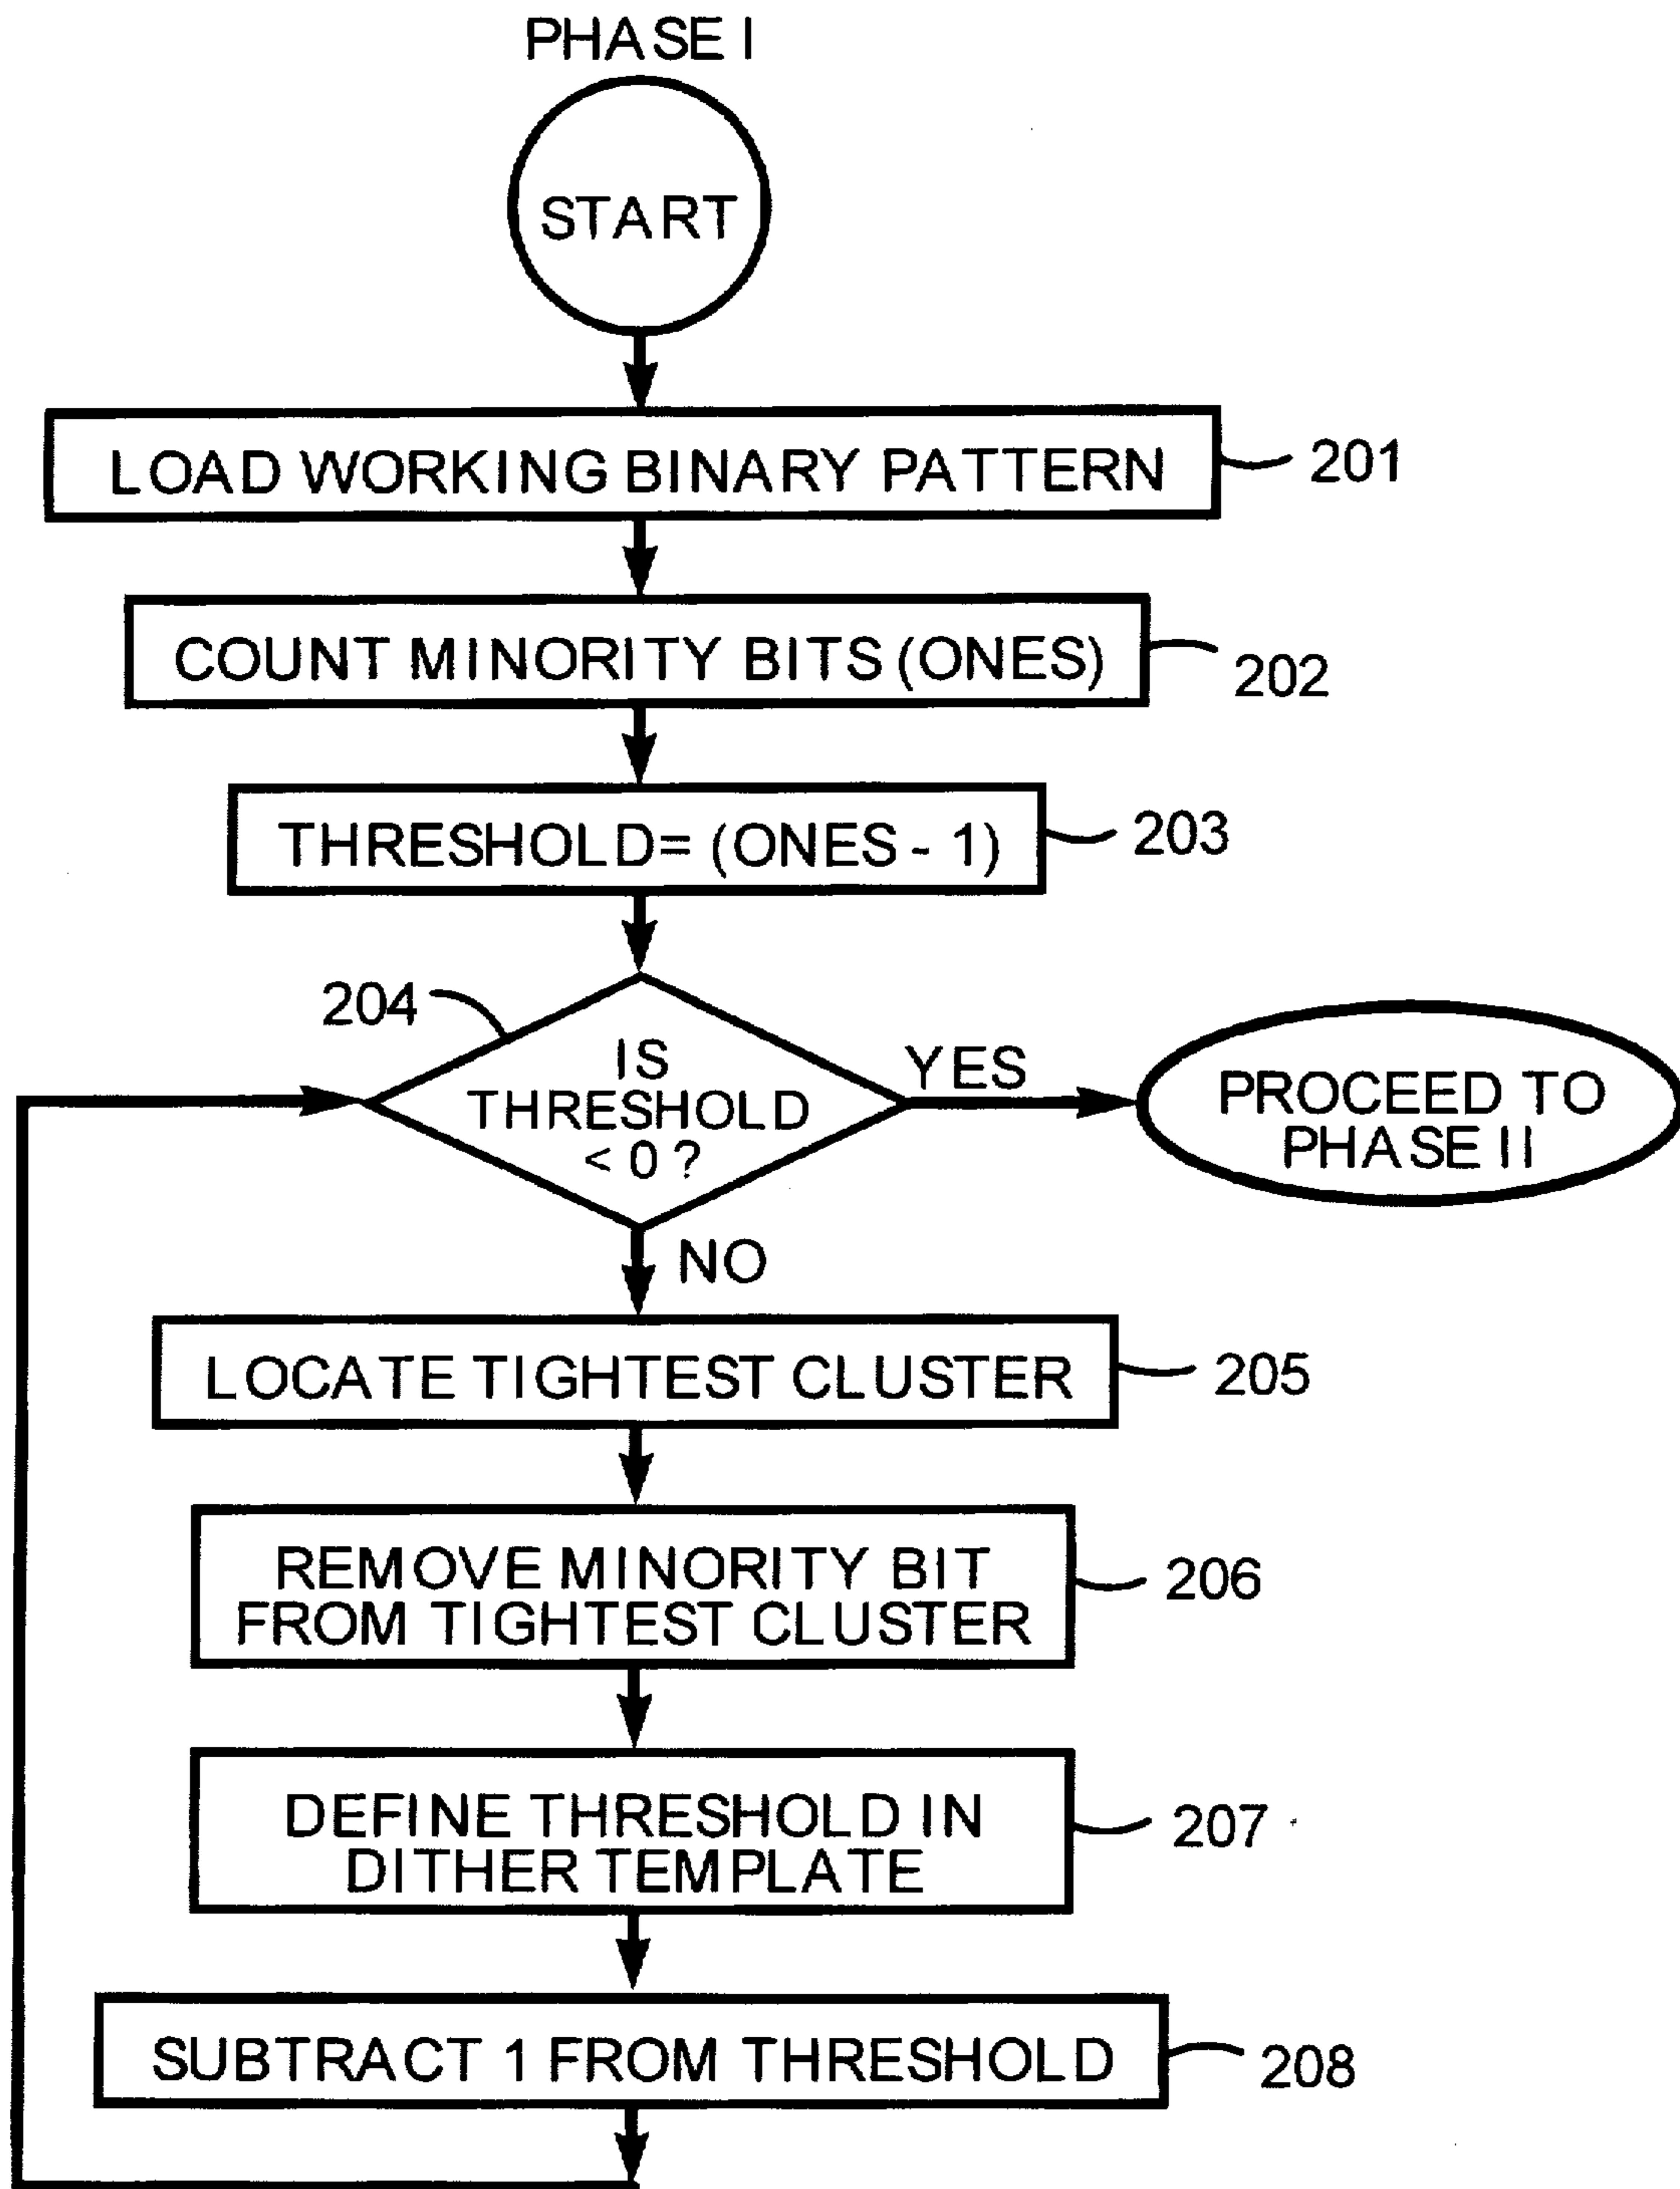 PHASE I
START
LOAD WORKING BINARY PATTERN
201
COUNT MINORITY BITS (ONES)
202
THRESHOLD= (ONES - 1)
203
204
IS
THRESHOLD
< 0 ?
YES
PROCEED TO
PHASE II
NO
LOCATE TIGHTEST CLUSTER
205
REMOVE MINORITY BIT
FROM TIGHTEST CLUSTER
206
DEFINE THRESHOLD IN
DITHER TEMPLATE
207
SUBTRACT 1 FROM THRESHOLD
208